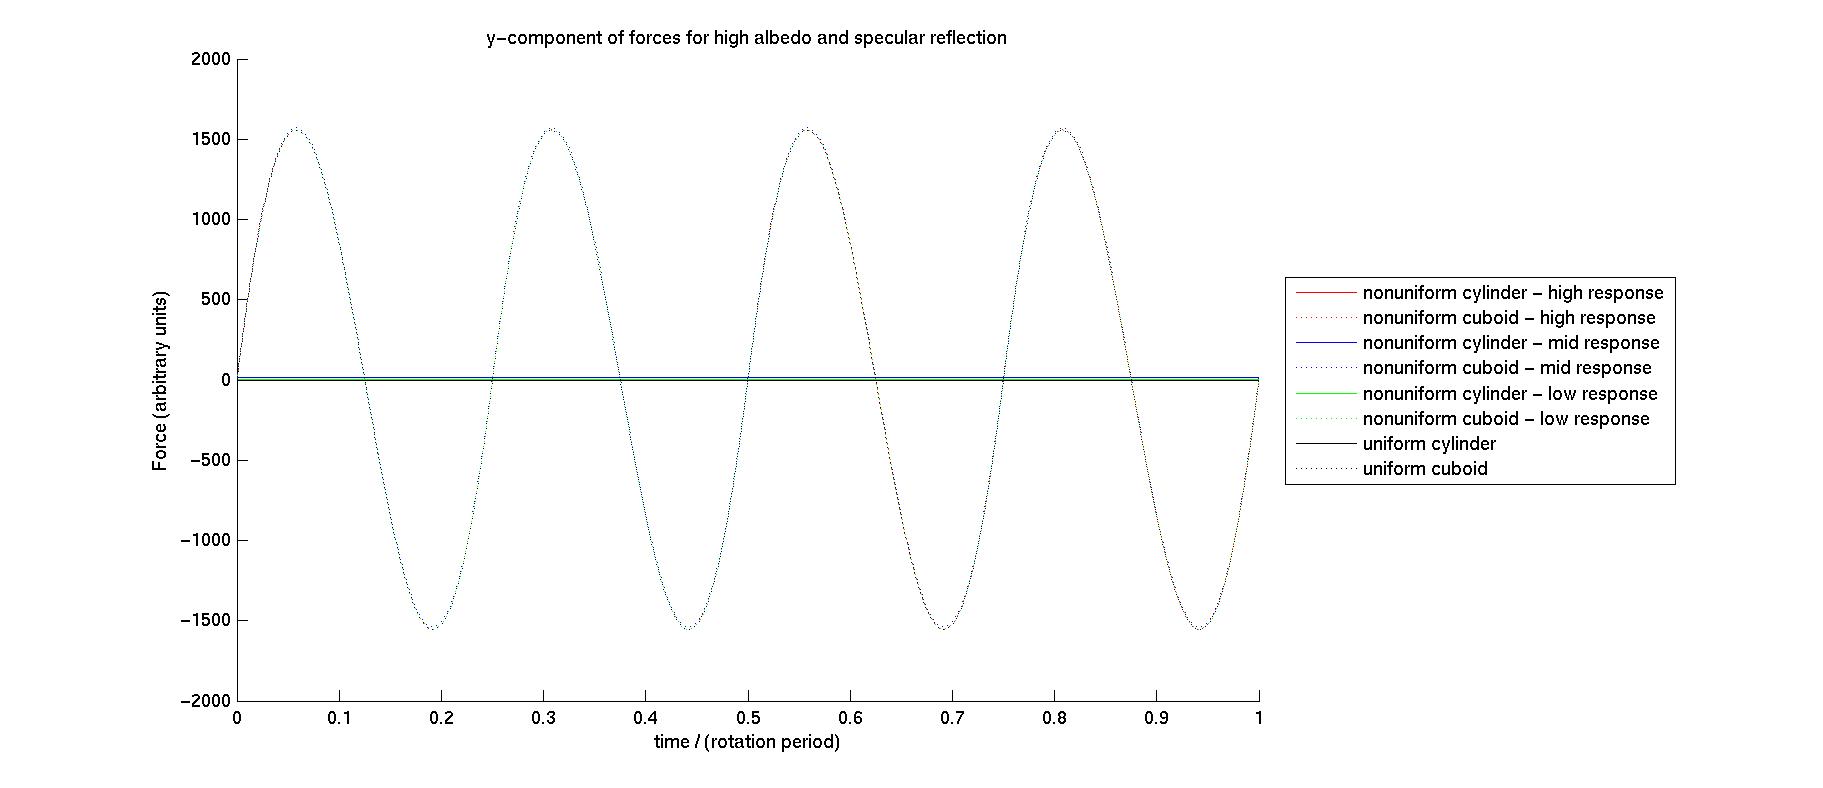 y−component of forces for high albedo and specular reflection
2000
1500
1000
500
0
−500
−1000
−1500
−2000
Force (arbitrary units)
0 0.1 0.2 0.3 0.4 0.5 0.6 0.7 0.8 0.9 1
time / (rotation period)
nonuniform cylinder − high response
nonuniform cuboid − high response
nonuniform cylinder − mid response
nonuniform cuboid − mid response
nonuniform cylinder − low response
nonuniform cuboid − low response
uniform cylinder
uniform cuboid